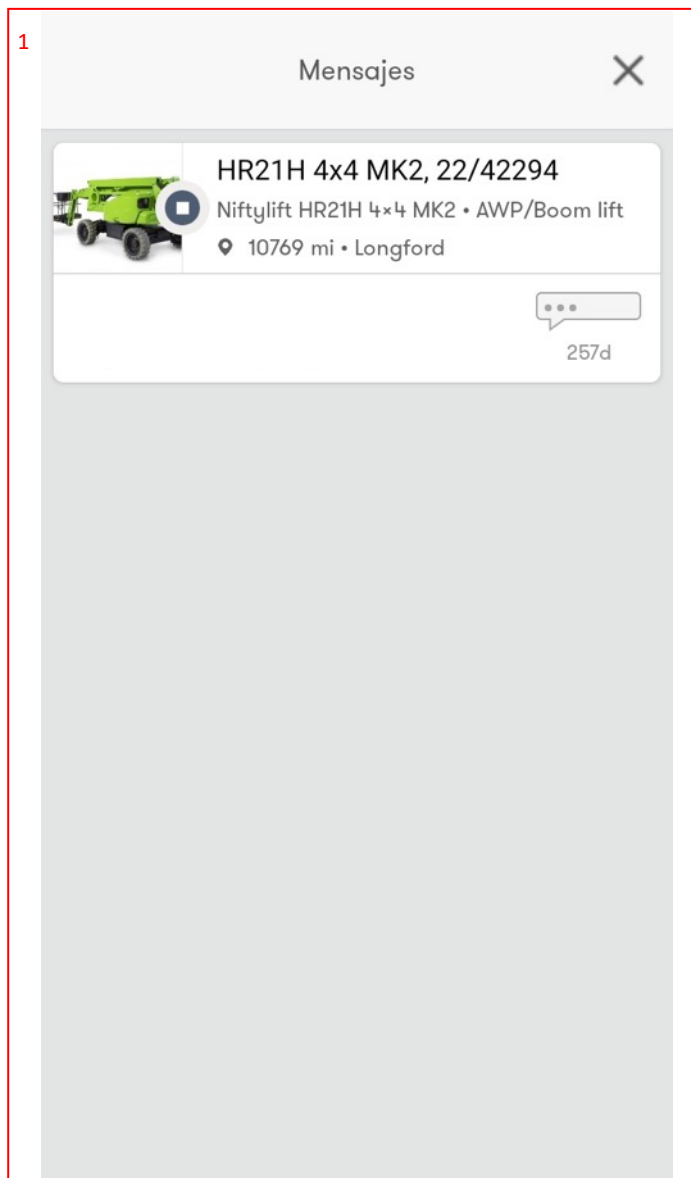 1
Mensajes
HR21H 4x4 MK2, 22/42294
Niftylift HR21H 4×4 MK2 • AWP/Boom lift
10769 mi • Longford
257d